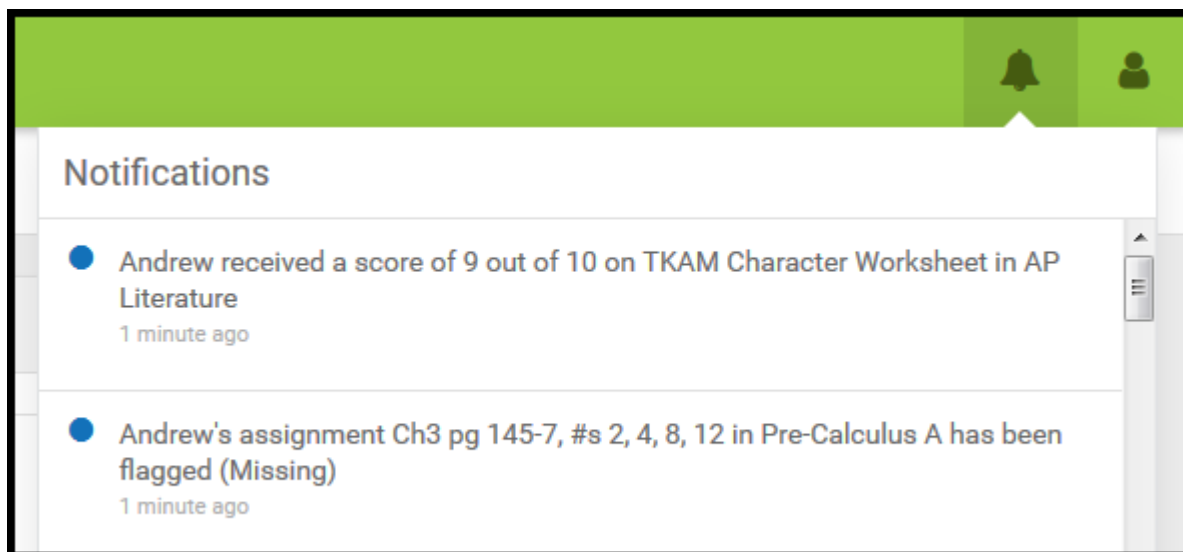 Notifications
Andrew received a score of 9 out of 10 on TKAM Character Worksheet in AP
Literature
1 minute ago
Andrew's assignment Ch3 pg 145-7, #s 2, 4, 8, 12 in Pre-Calculus A has been
flagged (Missing)
1 minute ago